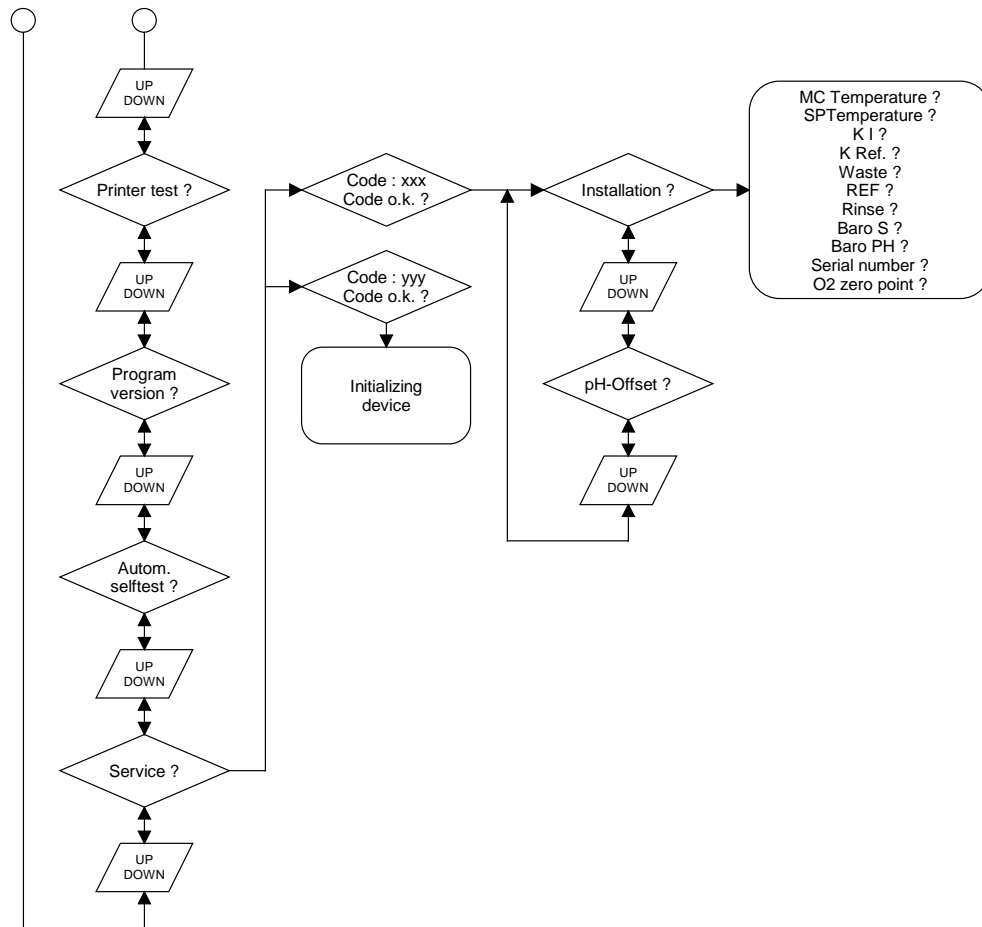 UP
DOWN
Printer test ?
UP
DOWN
Program
version ?
UP
DOWN
Autom.
selftest ?
UP
DOWN
Service ?
UP
DOWN
Code : xxx
Code o.k. ?
Code : yyy
Code o.k. ?
Initializing
device
Installation ?
UP
DOWN
pH-Offset ?
UP
DOWN
MC Temperature ?
SPTemperature ?
K I ?
K Ref. ?
Waste ?
REF ?
Rinse ?
Baro S ?
Baro PH ?
Serial number ?
O2 zero point ?